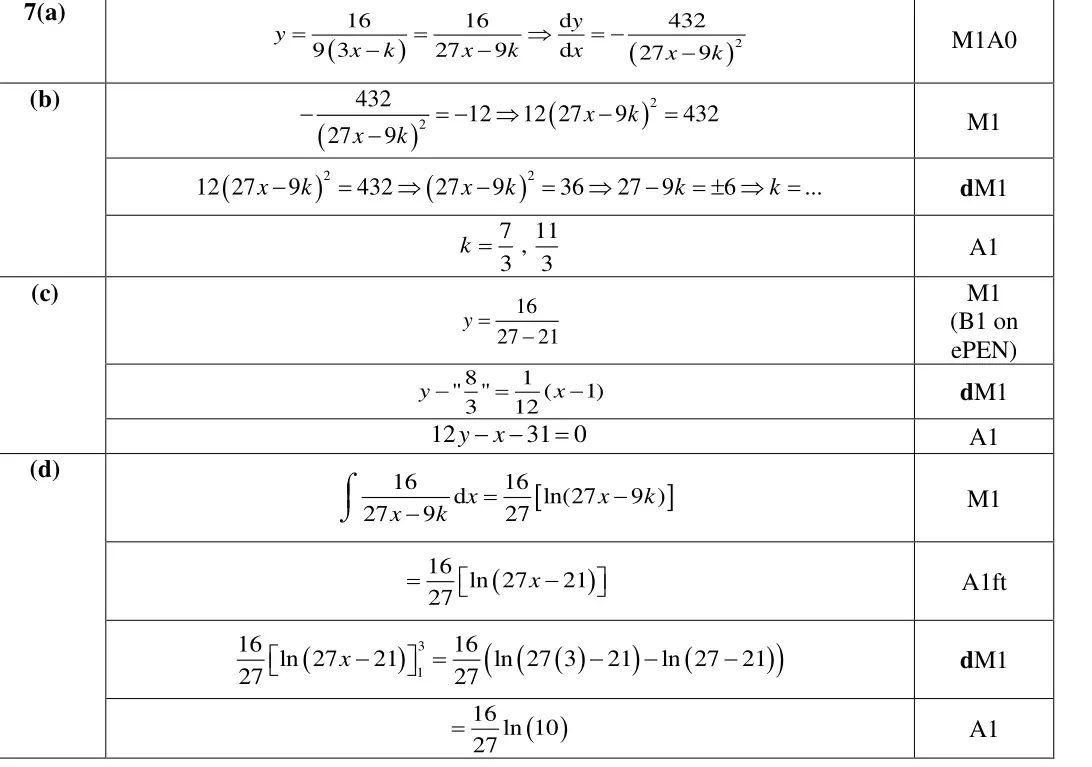 7(a) y = 16/(9(3x − k)) = 16/(27x − 9k) ⇒ dy/dx = −432/(27x − 9k)² M1A0
(b) −432/(27x − 9k)² = −12 ⇒ 12(27x − 9k)² = 432 M1
12(27x − 9k)² = 432 ⇒ (27x − 9k)² = 36 ⇒ 27 − 9k = ±6 ⇒ k = ... dM1
k = 7/3 , 11/3 A1
(c) y = 16/(27 − 21) M1
(B1 on
ePEN)
y − "8/3" = 1/12 (x − 1) dM1
12y − x − 31 = 0 A1
(d) ∫ 16/(27x − 9k) dx = 16/27 [ln(27x − 9k)] M1
= 16/27 [ln(27x − 21)] A1ft
16/27 [ln(27x − 21)]₁³ = 16/27 (ln(27(3) − 21) − ln(27 − 21)) dM1
= 16/27 ln(10) A1